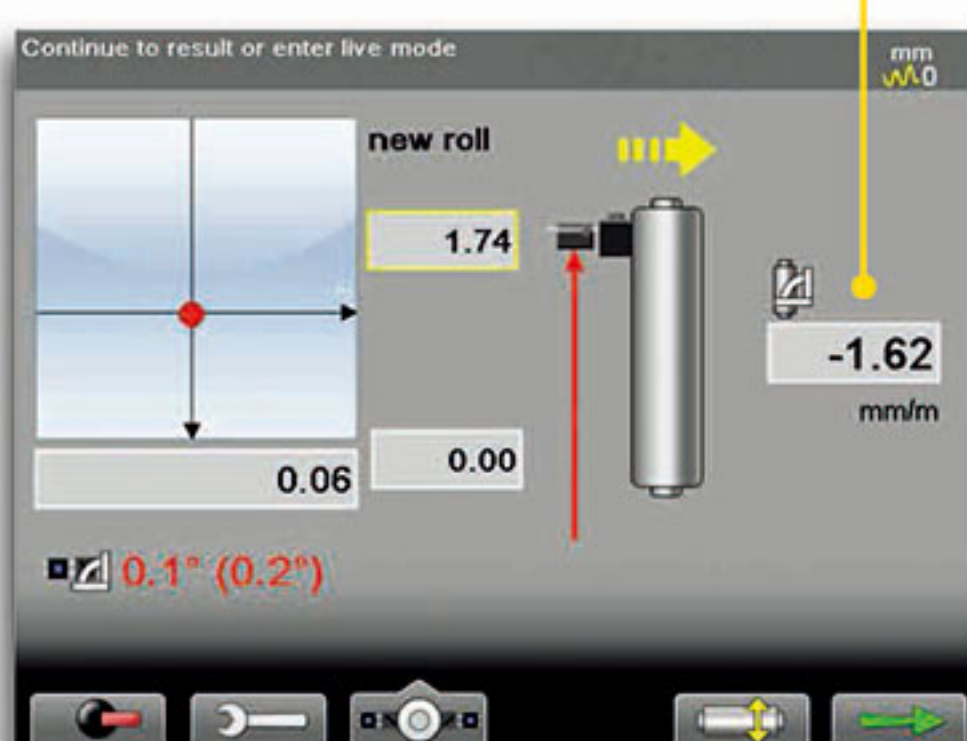 Continue to result or enter live mode
mm
0
new roll
1.74
-1.62
mm/m
0.00
0.06
0.1° (0.2°)